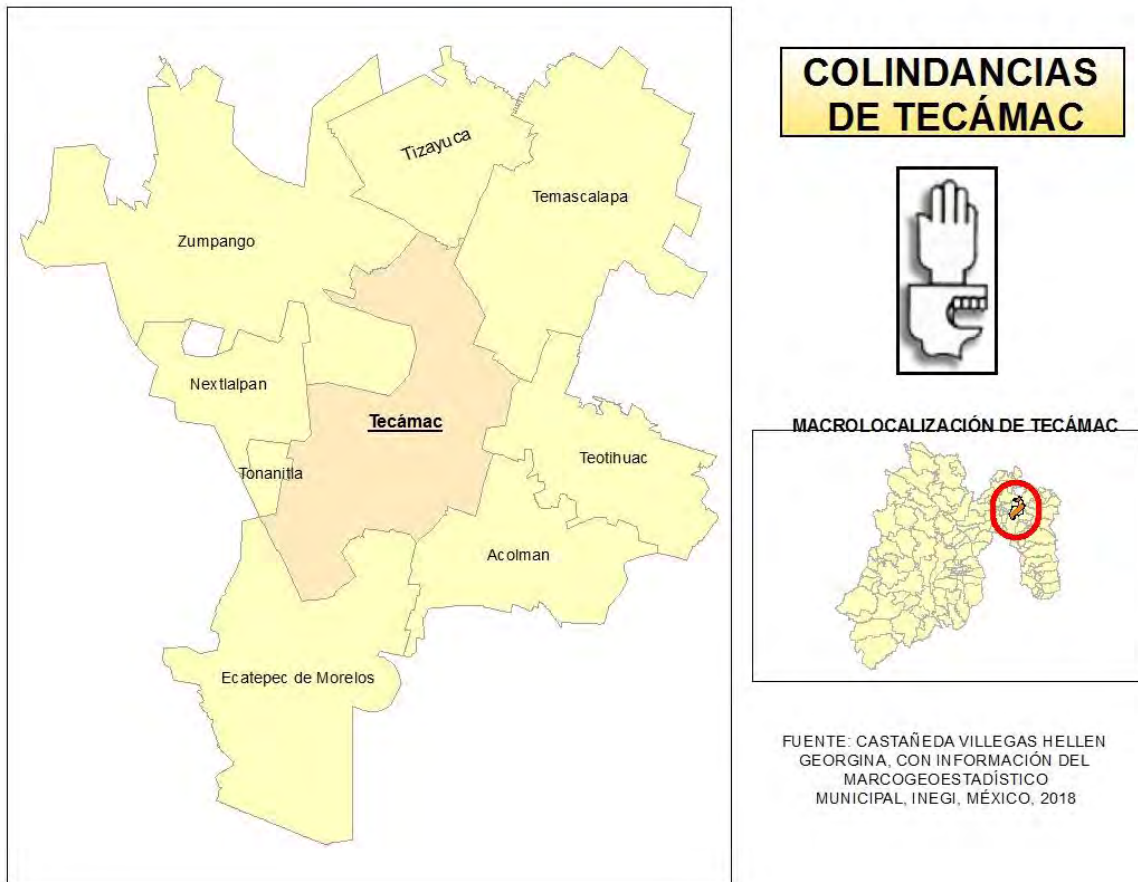 COLINDANCIAS
DE TECÁMAC
Tizayuca
Temascalapa
Zumpango
Nextlalpan
Tecámac
Teotihuac
Tonanitla
Acolman
Ecatepec de Morelos
MACROLOCALIZACIÓN DE TECÁMAC
FUENTE: CASTAÑEDA VILLEGAS HELLEN
GEORGINA, CON INFORMACIÓN DEL
MARCOGEOESTADÍSTICO
MUNICIPAL, INEGI, MÉXICO, 2018